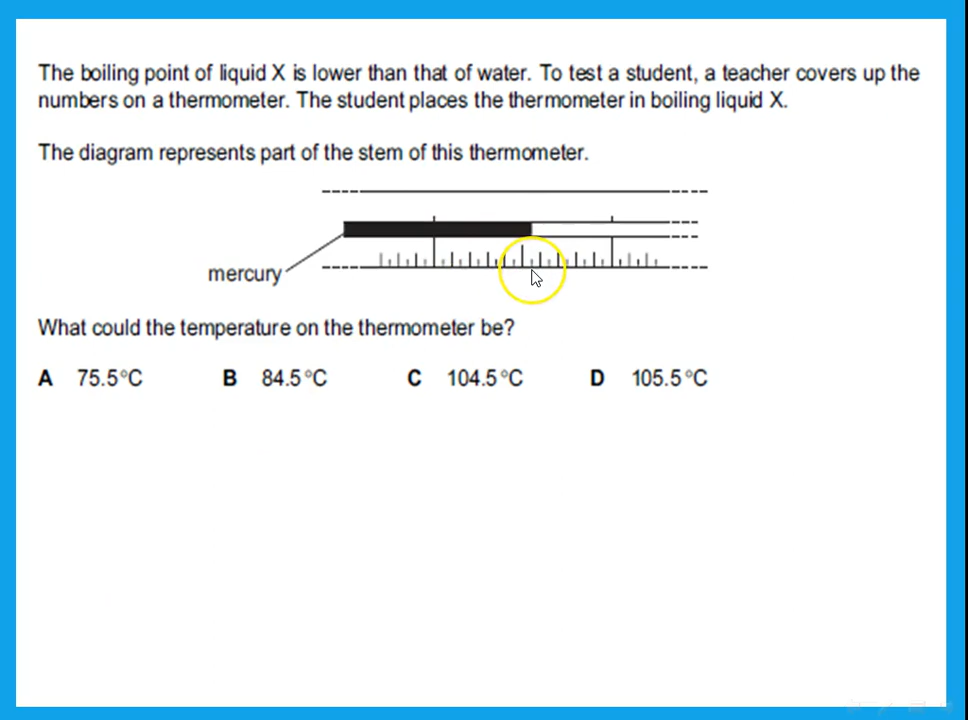 The boiling point of liquid X is lower than that of water. To test a student, a teacher covers up the
numbers on a thermometer. The student places the thermometer in boiling liquid X.
The diagram represents part of the stem of this thermometer.
mercury
What could the temperature on the thermometer be?
A 75.5 °C B 84.5 °C C 104.5 °C D 105.5 °C